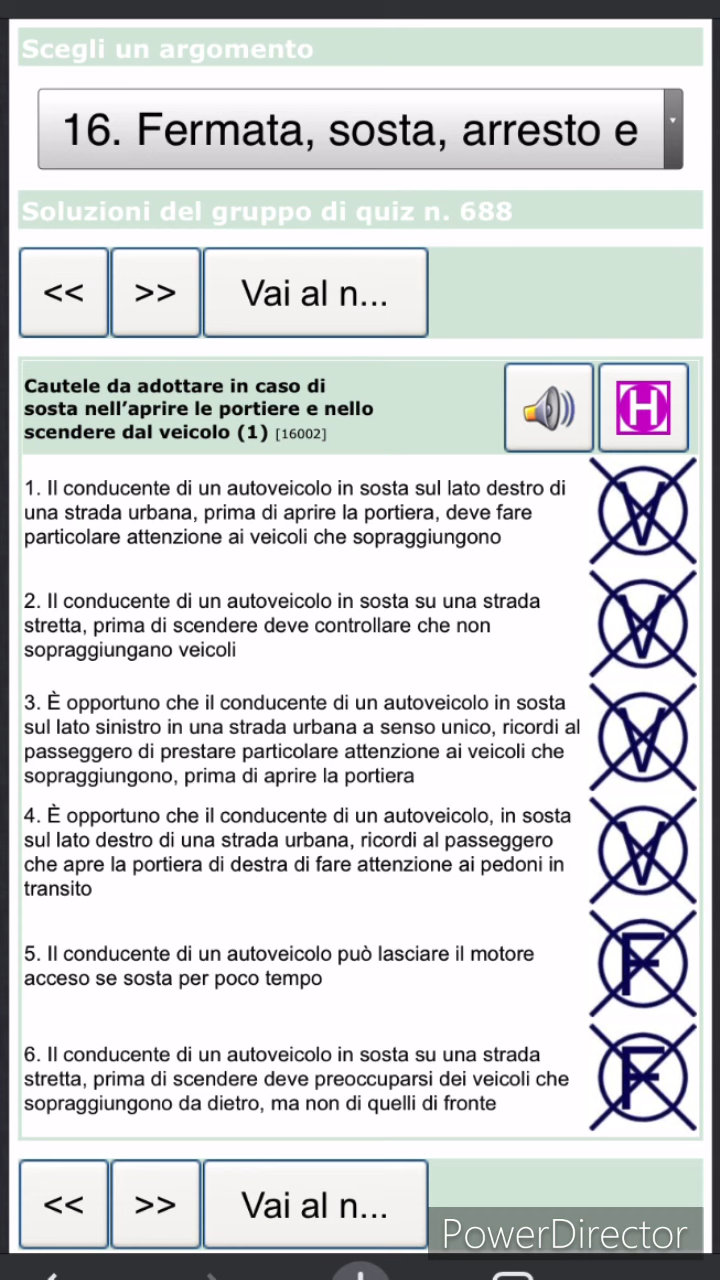 Scegli un argomento
16. Fermata, sosta, arresto e
Soluzioni del gruppo di quiz n. 688
<<
>>
Vai al n...
Cautele da adottare in caso di
sosta nell’aprire le portiere e nello
scendere dal veicolo (1) [16002]
H
1. Il conducente di un autoveicolo in sosta sul lato destro di
una strada urbana, prima di aprire la portiera, deve fare
particolare attenzione ai veicoli che sopraggiungono
V
2. Il conducente di un autoveicolo in sosta su una strada
stretta, prima di scendere deve controllare che non
sopraggiungano veicoli
V
3. È opportuno che il conducente di un autoveicolo in sosta
sul lato sinistro in una strada urbana a senso unico, ricordi al
passeggero di prestare particolare attenzione ai veicoli che
sopraggiungono, prima di aprire la portiera
V
4. È opportuno che il conducente di un autoveicolo, in sosta
sul lato destro di una strada urbana, ricordi al passeggero
che apre la portiera di destra di fare attenzione ai pedoni in
transito
V
5. Il conducente di un autoveicolo può lasciare il motore
acceso se sosta per poco tempo
F
6. Il conducente di un autoveicolo in sosta su una strada
stretta, prima di scendere deve preoccuparsi dei veicoli che
sopraggiungono da dietro, ma non di quelli di fronte
F
<<
>>
Vai al n...
PowerDirector